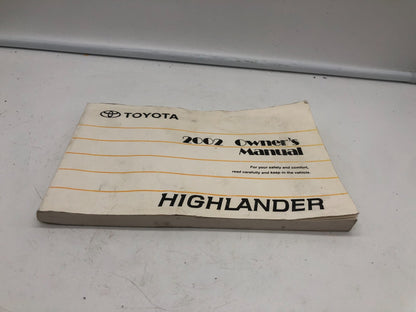 TOYOTA
2002 Owner's
Manual
For your safety and comfort,
read carefully and keep in the vehicle.
HIGHLANDER